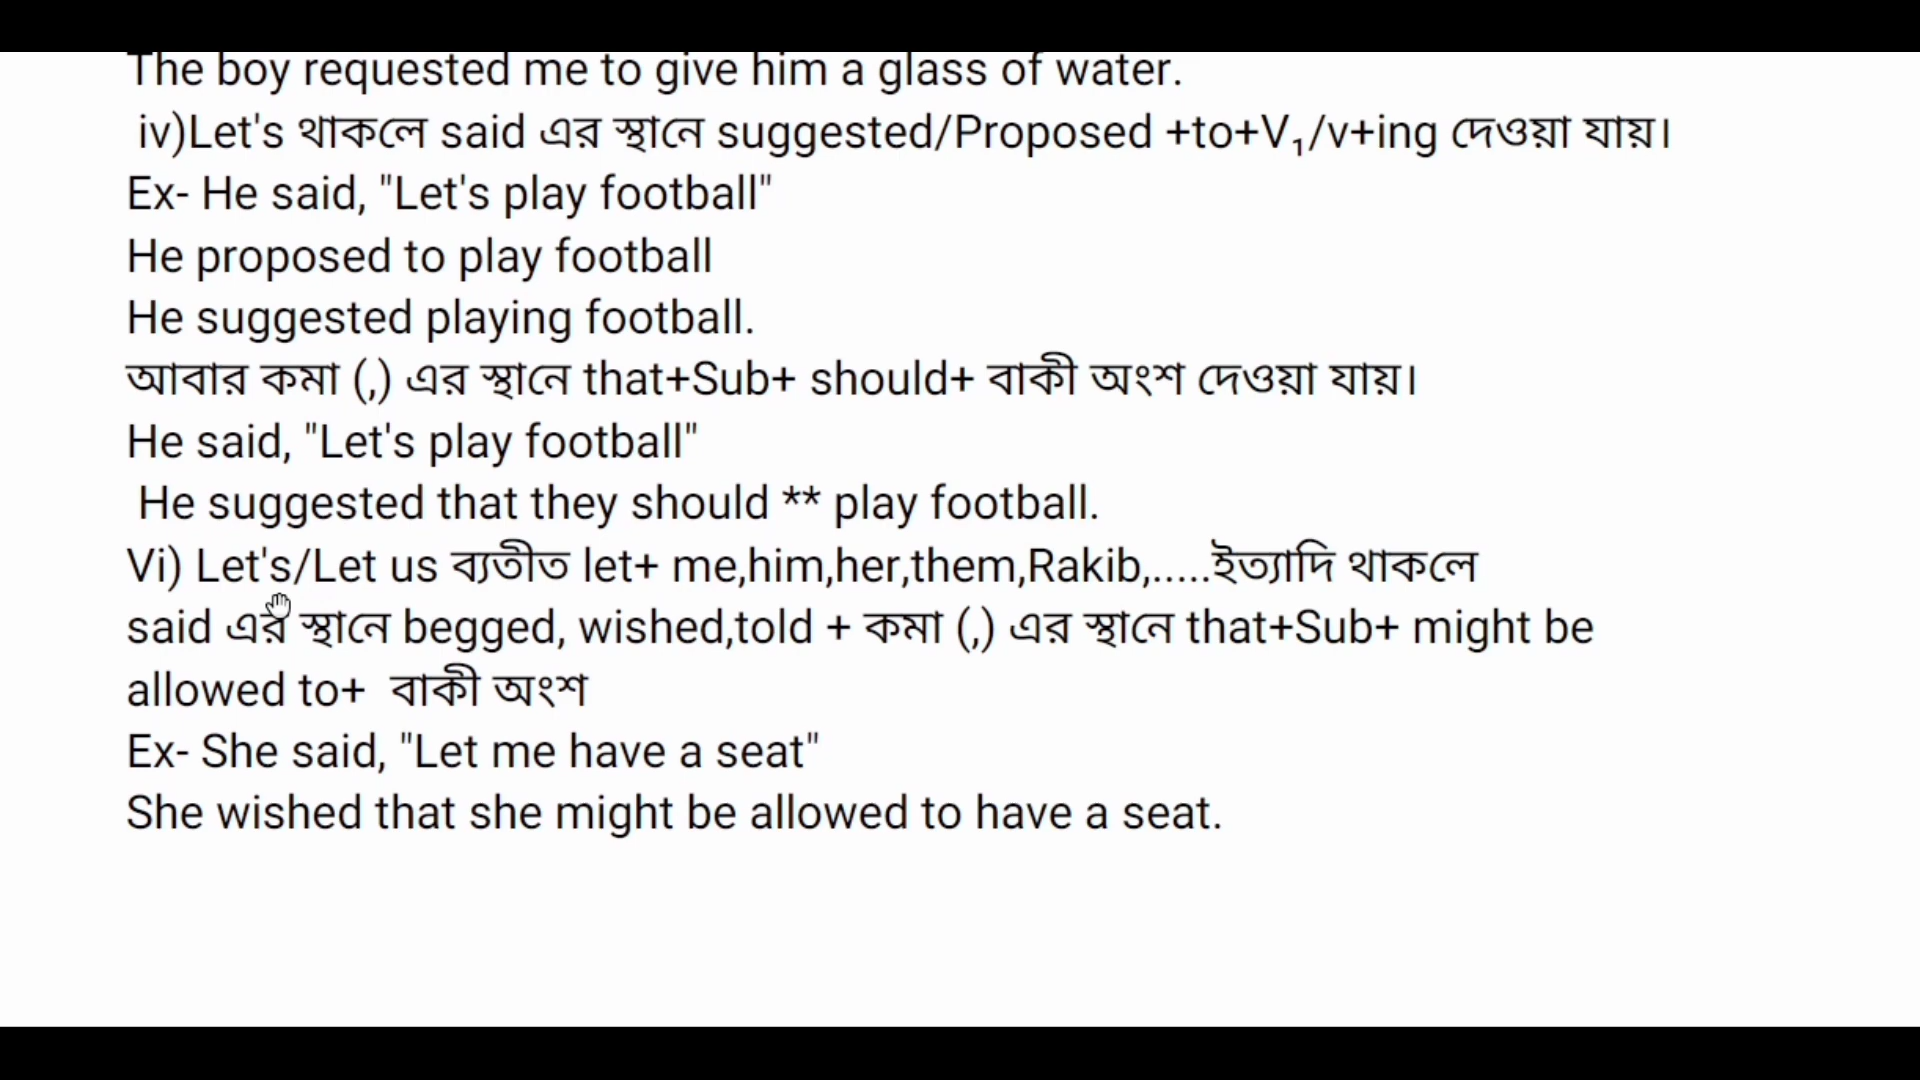 The boy requested me to give him a glass of water.
iv)Let's থাকলে said এর স্থানে suggested/Proposed +to+V₁/v+ing দেওয়া যায়।
Ex- He said, "Let's play football"
He proposed to play football
He suggested playing football.
আবার কমা (,) এর স্থানে that+Sub+ should+ বাকী অংশ দেওয়া যায়।
He said, "Let's play football"
He suggested that they should ** play football.
Vi) Let's/Let us ব্যতীত let+ me,him,her,them,Rakib,.....ইত্যাদি থাকলে
said এর স্থানে begged, wished,told + কমা (,) এর স্থানে that+Sub+ might be
allowed to+ বাকী অংশ
Ex- She said, "Let me have a seat"
She wished that she might be allowed to have a seat.